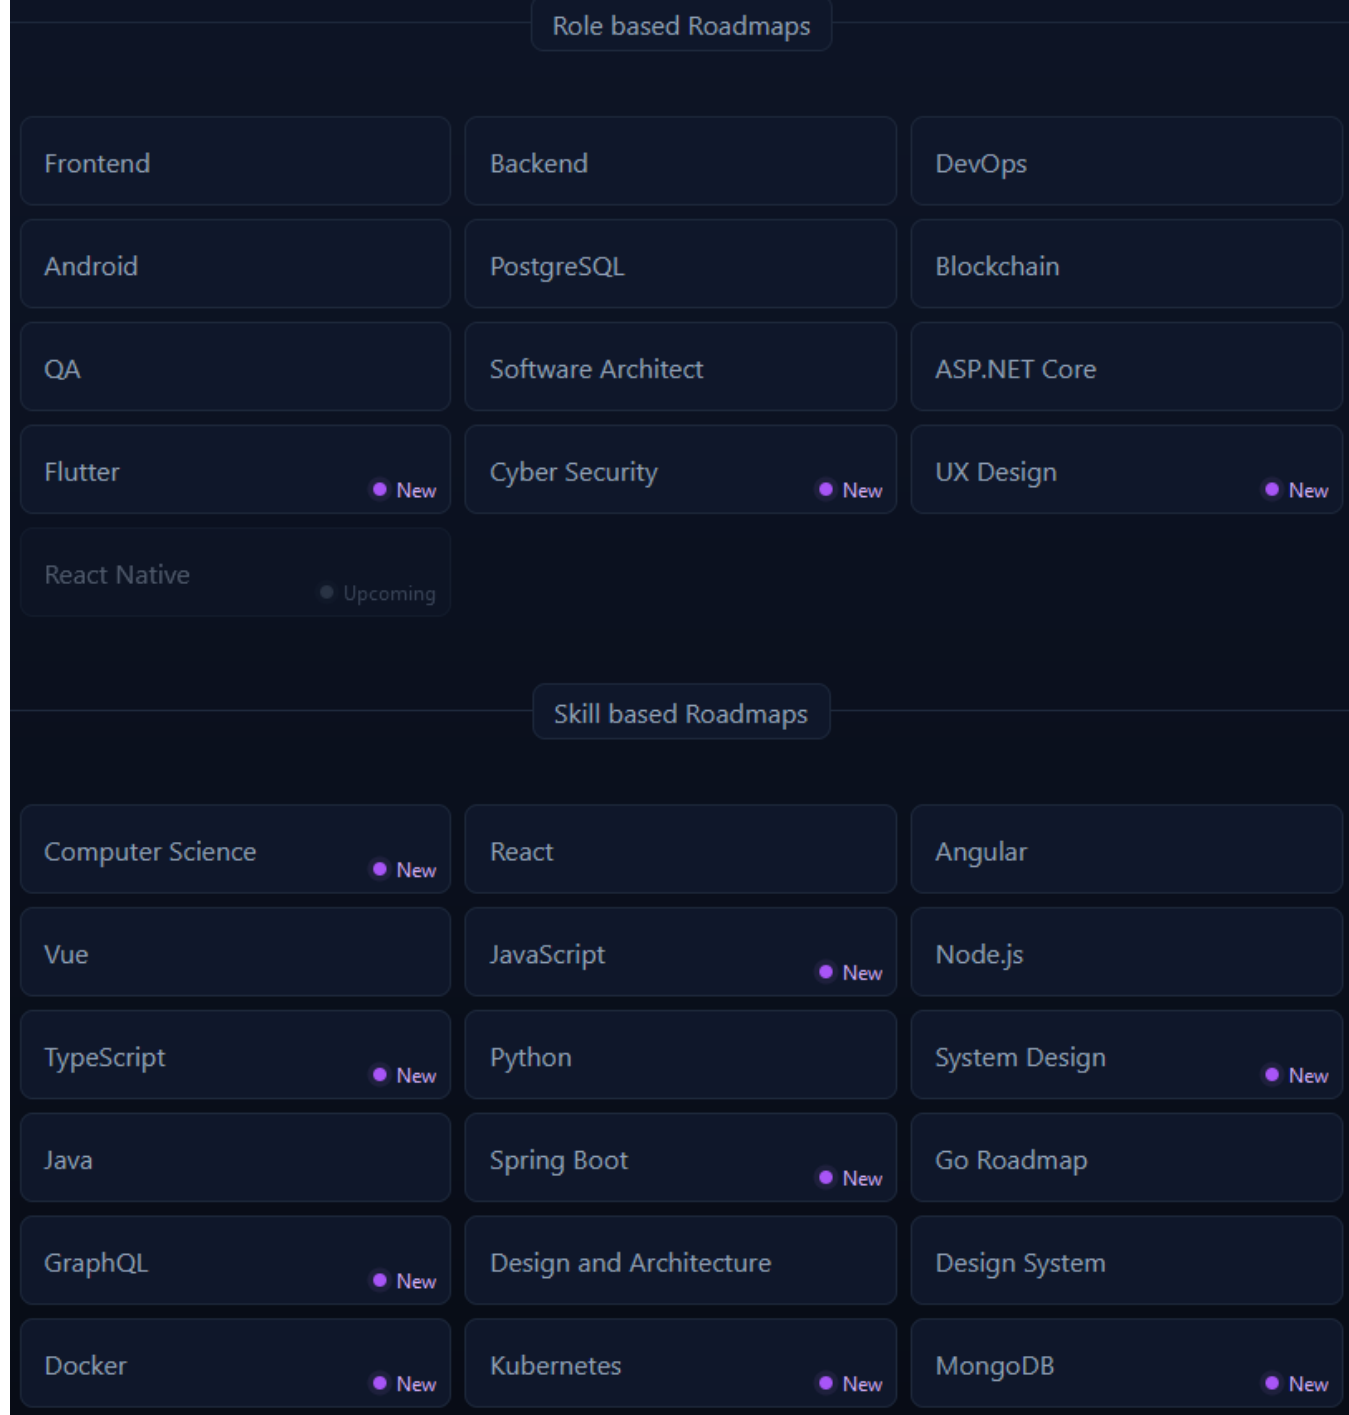 Role based Roadmaps
Frontend
Backend
DevOps
Android
PostgreSQL
Blockchain
QA
Software Architect
ASP.NET Core
Flutter
New
Cyber Security
New
UX Design
New
React Native
Upcoming
Skill based Roadmaps
Computer Science
New
React
Angular
Vue
JavaScript
New
Node.js
TypeScript
New
Python
System Design
New
Java
Spring Boot
New
Go Roadmap
GraphQL
New
Design and Architecture
Design System
Docker
New
Kubernetes
New
MongoDB
New